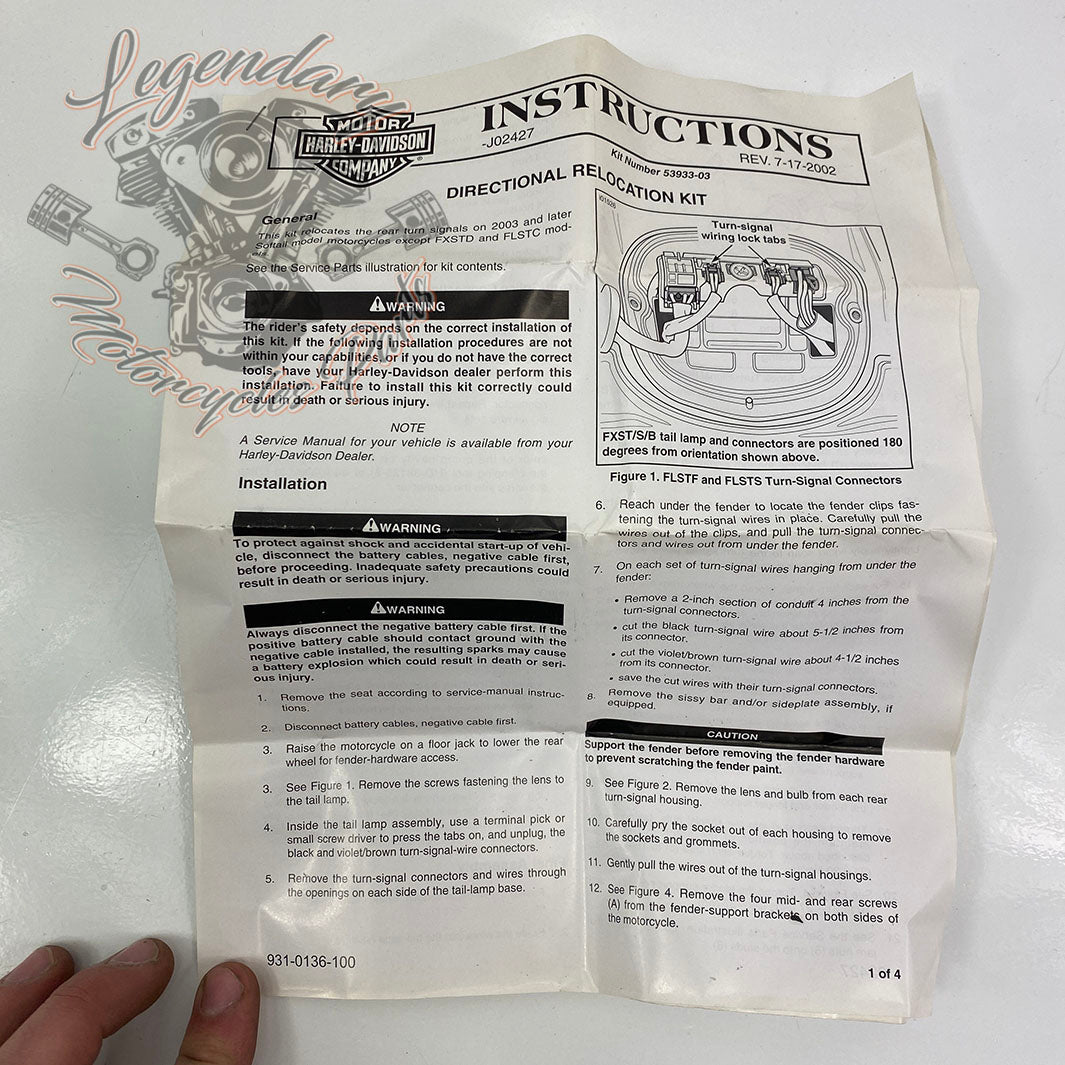 Legendary
Motorcycles Parts
MOTOR
HARLEY-DAVIDSON
COMPANY
®
INSTRUCTIONS
-J02427
REV. 7-17-2002
Kit Number 53933-03
DIRECTIONAL RELOCATION KIT
General
This kit relocates the rear turn signals on 2003 and later
Softail model motorcycles except FXSTD and FLSTC mod-
els.
See the Service Parts illustration for kit contents.
WARNING
The rider's safety depends on the correct installation of
this kit. If the following installation procedures are not
within your capabilities, or if you do not have the correct
tools, have your Harley-Davidson dealer perform this
installation. Failure to install this kit correctly could
result in death or serious injury.
NOTE
A Service Manual for your vehicle is available from your
Harley-Davidson Dealer.
Installation
WARNING
To protect against shock and accidental start-up of vehi-
cle, disconnect the battery cables, negative cable first,
before proceeding. Inadequate safety precautions could
result in death or serious injury.
WARNING
Always disconnect the negative battery cable first. If the
positive battery cable should contact ground with the
negative cable installed, the resulting sparks may cause
a battery explosion which could result in death or seri-
ous injury.
1. Remove the seat according to service-manual instruc-
tions.
2. Disconnect battery cables, negative cable first.
3. Raise the motorcycle on a floor jack to lower the rear
wheel for fender-hardware access.
3. See Figure 1. Remove the screws fastening the lens to
the tail lamp.
4. Inside the tail lamp assembly, use a terminal pick or
small screw driver to press the tabs on, and unplug, the
black and violet/brown turn-signal-wire connectors.
5. Remove the turn-signal connectors and wires through
the openings on each side of the tail-lamp base.
931-0136-100
i01526
Turn-signal
wiring lock tabs
FXST/S/B tail lamp and connectors are positioned 180
degrees from orientation shown above.
Figure 1. FLSTF and FLSTS Turn-Signal Connectors
6. Reach under the fender to locate the fender clips fas-
tening the turn-signal wires in place. Carefully pull the
wires out of the clips, and pull the turn-signal connec-
tors and wires out from under the fender.
7. On each set of turn-signal wires hanging from under the
fender:
• Remove a 2-inch section of conduit 4 inches from the
turn-signal connectors.
• cut the black turn-signal wire about 5-1/2 inches from
its connector.
• cut the violet/brown turn-signal wire about 4-1/2 inches
from its connector.
• save the cut wires with their turn-signal connectors.
8. Remove the sissy bar and/or sideplate assembly, if
equipped.
CAUTION
Support the fender before removing the fender hardware
to prevent scratching the fender paint.
9. See Figure 2. Remove the lens and bulb from each rear
turn-signal housing.
10. Carefully pry the socket out of each housing to remove
the sockets and grommets.
11. Gently pull the wires out of the turn-signal housings.
12. See Figure 4. Remove the four mid- and rear screws
(A) from the fender-support brackets on both sides of
the motorcycle.
1 of 4